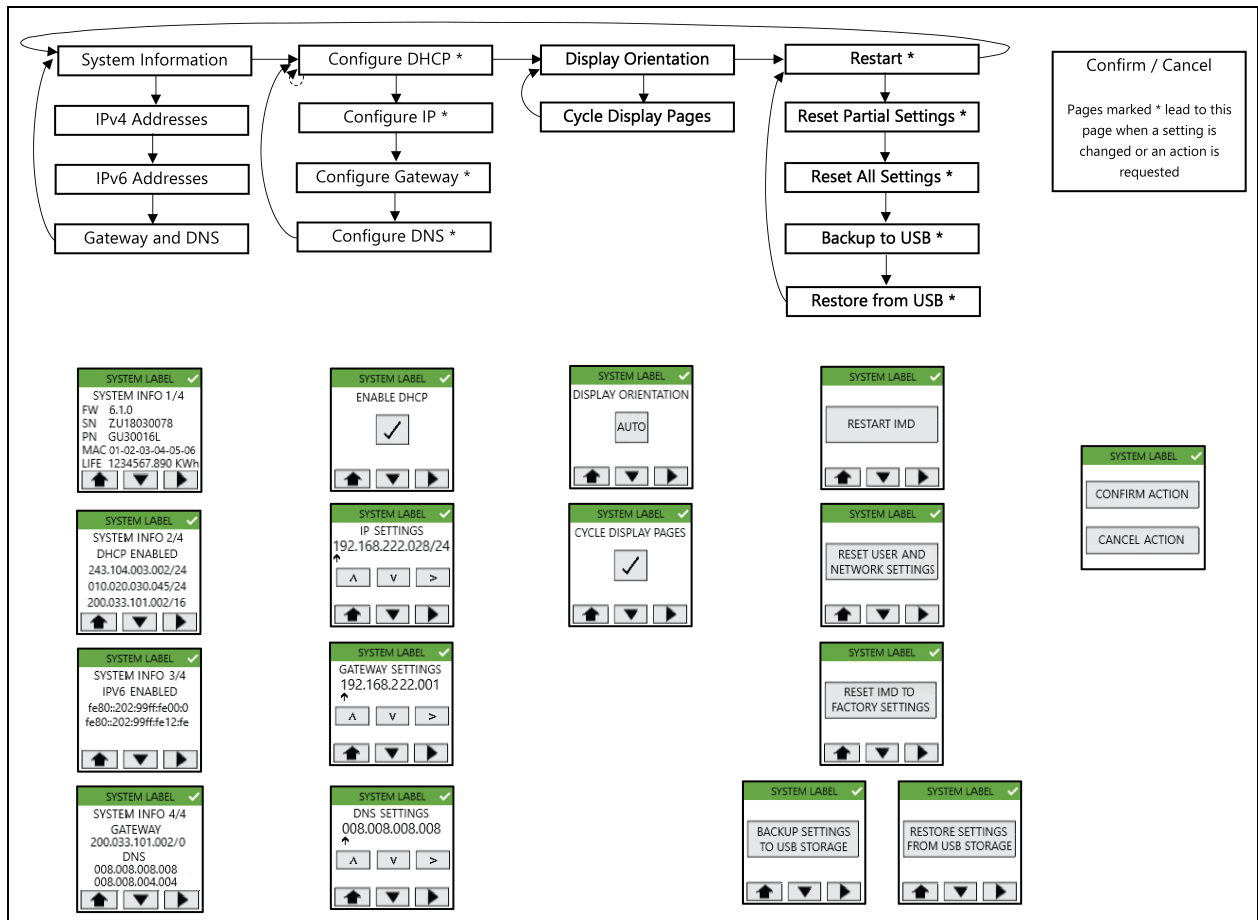 System Information
Configure DHCP *
Display Orientation
Restart *
IPv4 Addresses
Configure IP *
Cycle Display Pages
Reset Partial Settings *
IPv6 Addresses
Configure Gateway *
Reset All Settings *
Gateway and DNS
Configure DNS *
Backup to USB *
Restore from USB *
Confirm / Cancel
Pages marked * lead to this
page when a setting is
changed or an action is
requested
SYSTEM LABEL
SYSTEM INFO 1/4
FW 6.1.0
SN ZU18030078
PN GU30016L
MAC 01-02-03-04-05-06
LIFE 1234567.890 KWh
SYSTEM LABEL
ENABLE DHCP
SYSTEM LABEL
DISPLAY ORIENTATION
AUTO
SYSTEM LABEL
RESTART IMD
SYSTEM LABEL
CONFIRM ACTION
CANCEL ACTION
SYSTEM LABEL
SYSTEM INFO 2/4
DHCP ENABLED
243.104.003.002/24
010.020.030.045/24
200.033.101.002/16
SYSTEM LABEL
IP SETTINGS
192.168.222.028/24
ʌ v >
SYSTEM LABEL
CYCLE DISPLAY PAGES
SYSTEM LABEL
RESET USER AND
NETWORK SETTINGS
SYSTEM LABEL
SYSTEM INFO 3/4
IPV6 ENABLED
fe80::202:99ff:fe00:0
fe80::202:99ff:fe12:fe
SYSTEM LABEL
GATEWAY SETTINGS
192.168.222.001
ʌ v >
SYSTEM LABEL
RESET IMD TO
FACTORY SETTINGS
SYSTEM LABEL
SYSTEM INFO 4/4
GATEWAY
200.033.101.002/0
DNS
008.008.008.008
008.008.004.004
SYSTEM LABEL
DNS SETTINGS
008.008.008.008
ʌ v >
SYSTEM LABEL
BACKUP SETTINGS
TO USB STORAGE
SYSTEM LABEL
RESTORE SETTINGS
FROM USB STORAGE